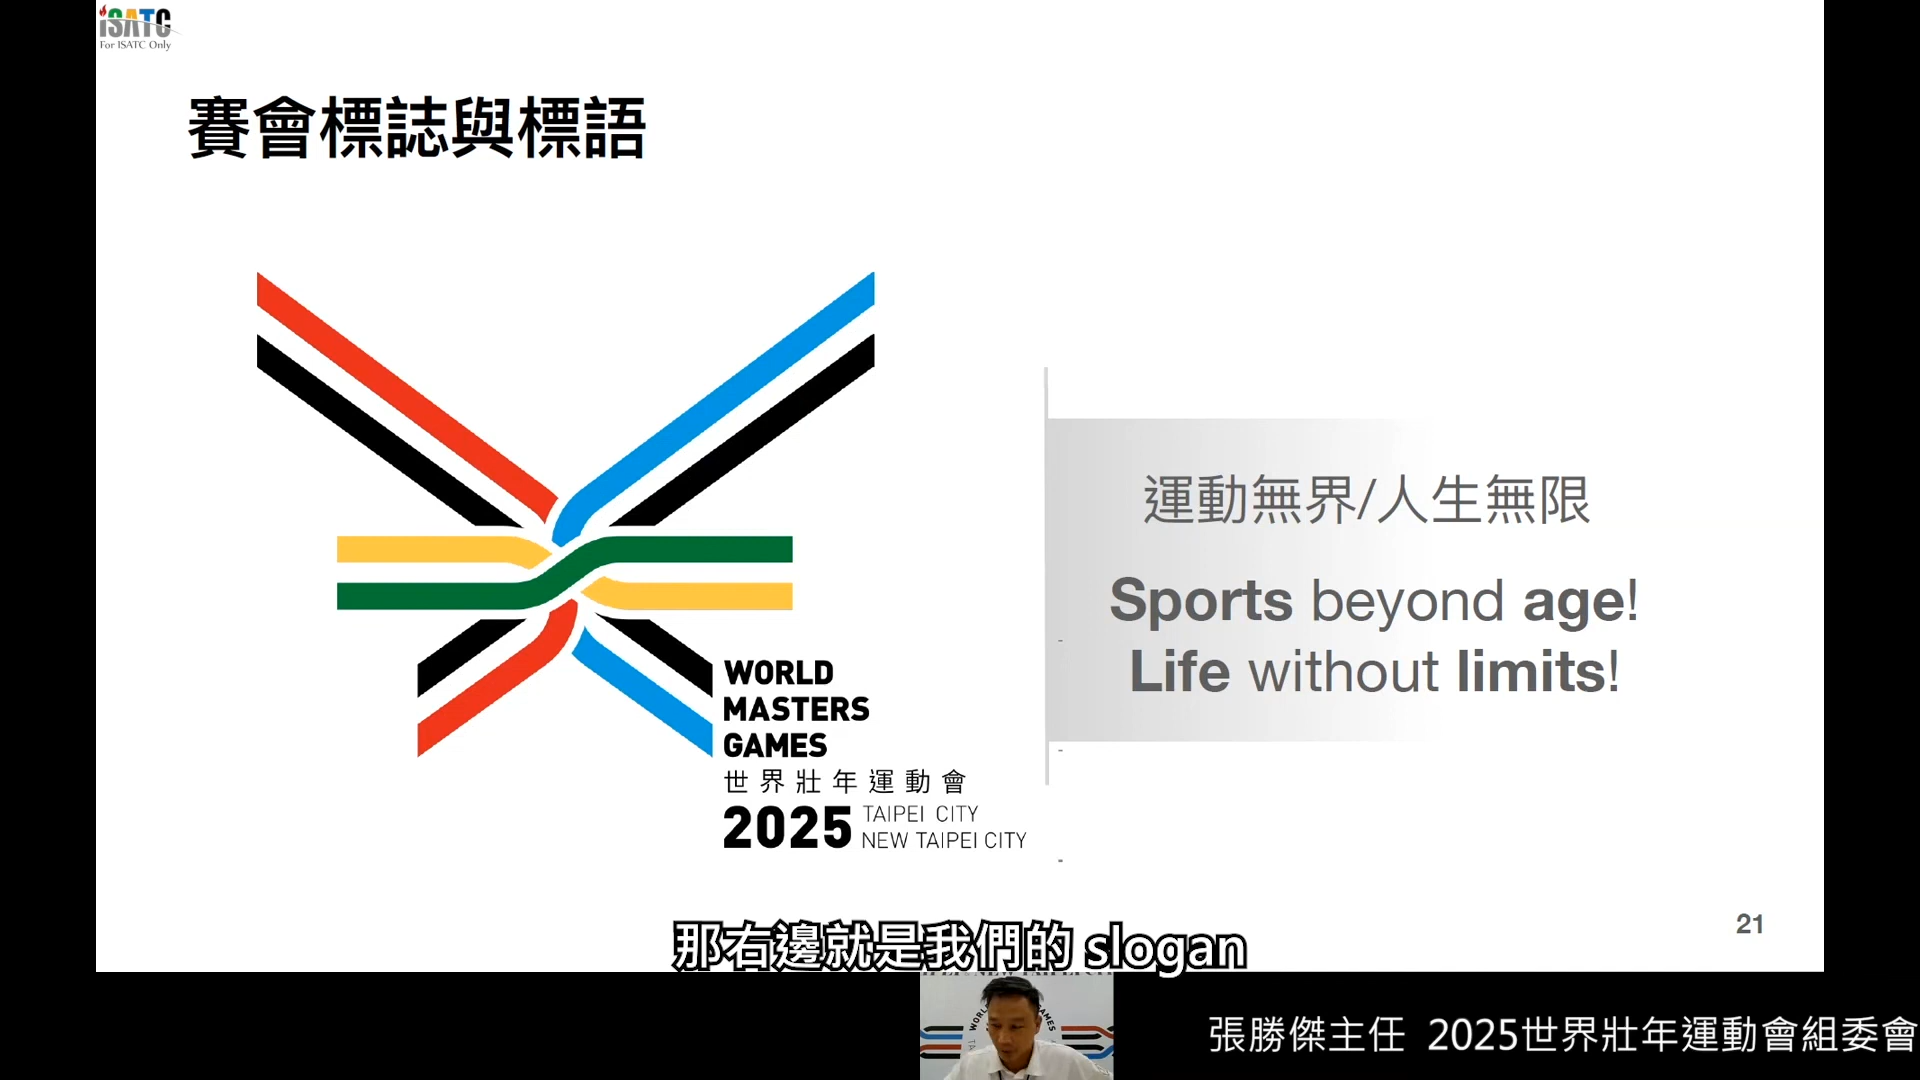 iSATC
For ISATC Only
賽會標誌與標語
運動無界/人生無限
Sports beyond age!
Life without limits!
WORLD
MASTERS
GAMES
世界壯年運動會
2025 TAIPEI CITY
NEW TAIPEI CITY
21
那右邊就是我們的 slogan
張勝傑主任 2025世界壯年運動會組委會